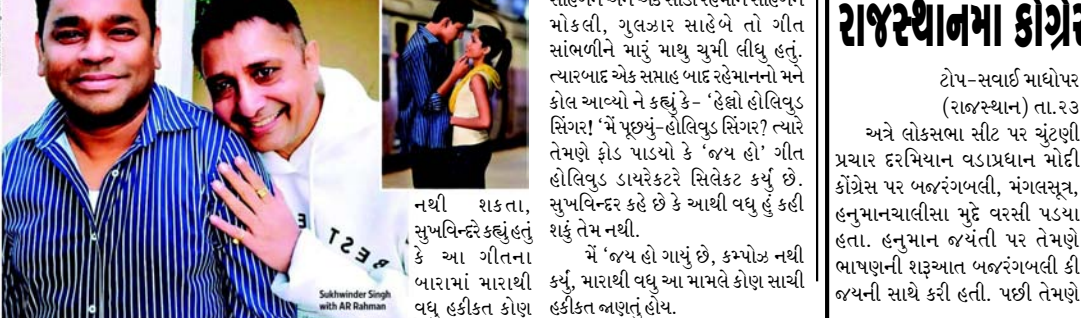 Sukhwinder Singh
with AR Rahman
નથી શકતા,
સુખવિન્દરે કહ્યું હતું
કે આ ગીતના
બારામાં મારાથી
વધુ હકીકત કોણ
મોકલી, ગુલઝાર સાહેબે તો ગીત
સાંભળીને મારું માથુ ચુમી લીધુ હતું.
ત્યારબાદ એક સપ્તાહ બાદ રહેમાનનો મને
કોલ આવ્યો ને કહ્યું કે- ‘હેલ્લો હોલિવુડ
સિંગર! ‘મેં પૂછયું-હોલિવુડ સિંગર? ત્યારે
તેમણે ફોડ પાડયો કે ‘જય હો’ ગીત
હોલિવુડ ડાયરેકટરે સિલેકટ કર્યુ છે.
સુખવિન્દર કહે છે કે આથી વધુ હું કહી
શકું તેમ નથી.
મેં ‘જય હો ગાયું છે, કમ્પોઝ નથી
કર્યું, મારાથી વધુ આ મામલે કોણ સાચી
હકીકત જાણતું હોય.
રાજસ્થાનમા કોંગ્રેસ
ટોપ-સવાઈ માધોપર
(રાજસ્થાન) તા.૨૩
અત્રે લોકસભા સીટ પર ચુંટણી
પ્રચાર દરમિયાન વડાપ્રધાન મોદી
કોંગ્રેસ પર બજરંગબલી, મંગલસૂત્ર,
હનુમાનચાલીસા મુદે વરસી પડયા
હતા. હનુમાન જયંતી પર તેમણે
ભાષણની શરૂઆત બજરંગબલી કી
જયની સાથે કરી હતી. પછી તેમણે